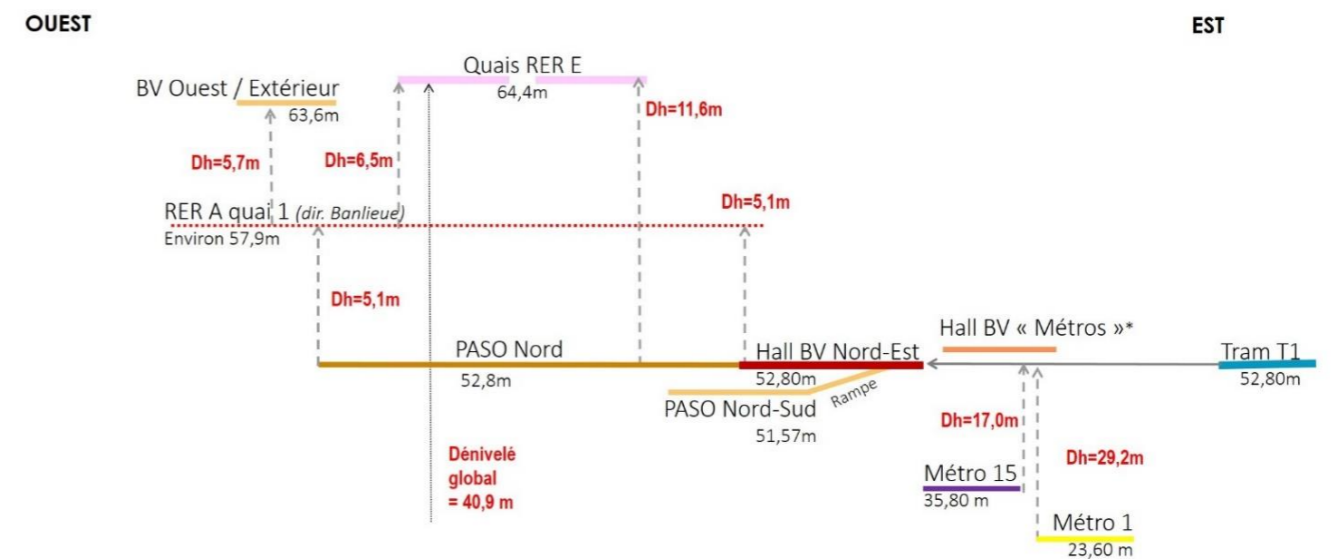 OUEST
EST
Quais RER E
64,4m
BV Ouest / Extérieur
63,6m
Dh=11,6m
Dh=5,7m
Dh=6,5m
RER A quai 1 (dir. Banlieue)
Environ 57,9m
Dh=5,1m
Dh=5,1m
PASO Nord
52,8m
Hall BV Nord-Est
52,80m
Hall BV « Métros »*
Tram T1
52,80m
PASO Nord-Sud
51,57m
Rampe
Dh=17,0m
Dh=29,2m
Dénivelé
global
= 40,9 m
Métro 15
35,80 m
Métro 1
23,60 m